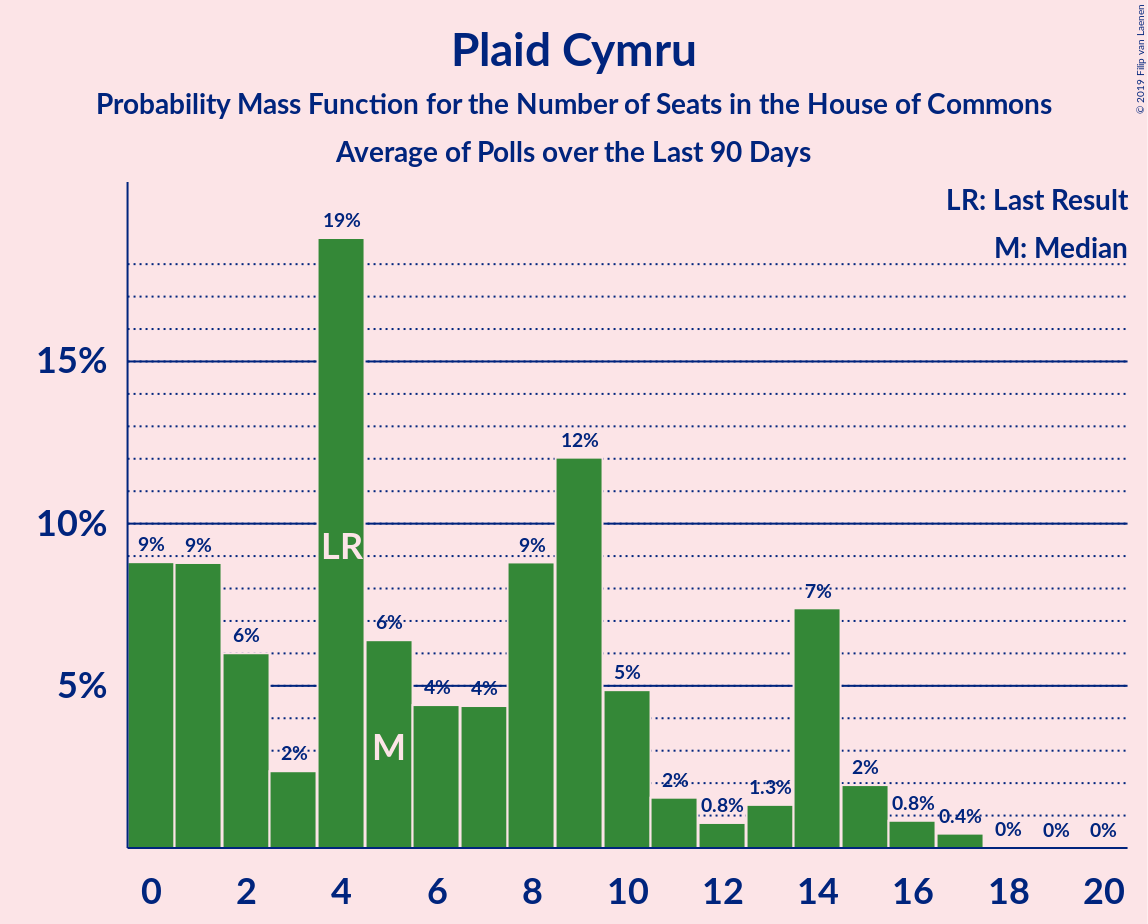 Plaid Cymru
Probability Mass Function for the Number of Seats in the House of Commons
Average of Polls over the Last 90 Days
© 2019 Filip van Laenen
LR: Last Result
M: Median
15%
10%
5%
9%
9%
6%
2%
19%
LR
6%
M
4%
4%
9%
12%
5%
2%
0.8%
1.3%
7%
2%
0.8%
0.4%
0%
0%
0%
0 2 4 6 8 10 12 14 16 18 20